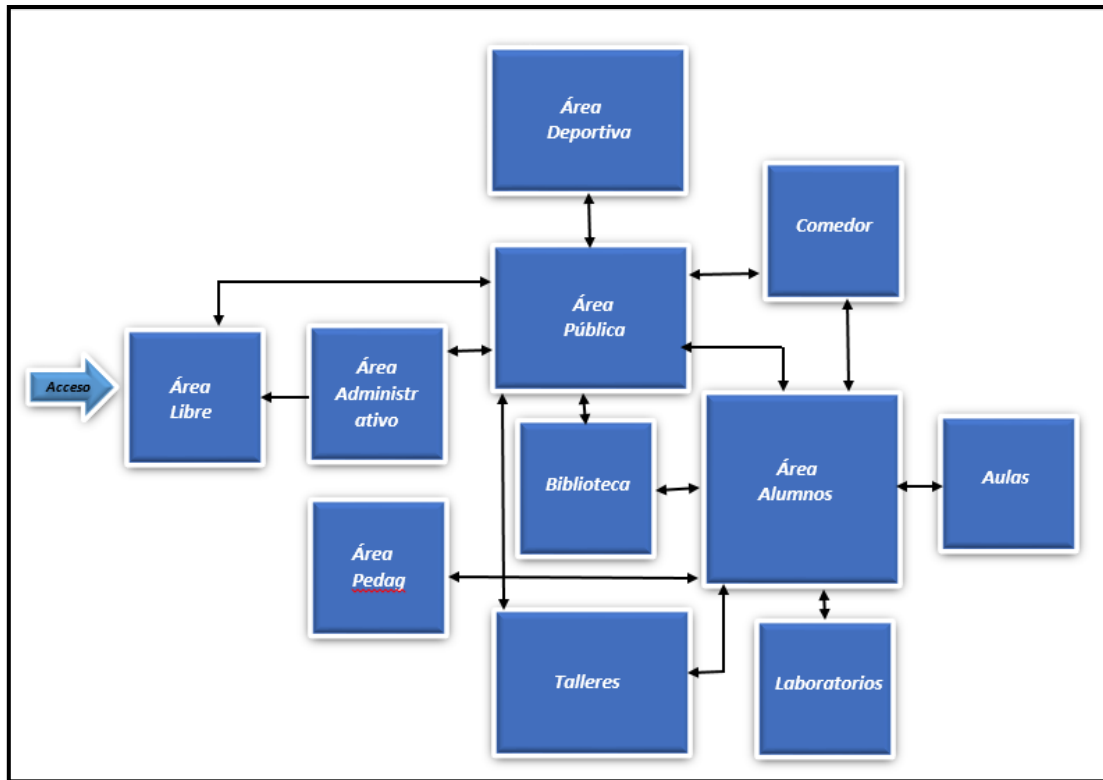 Área
Deportiva
Comedor
Área
Pública
Acceso
Área
Libre
Área
Administr
ativo
Biblioteca
Área
Alumnos
Aulas
Área
Pedag
Talleres
Laboratorios